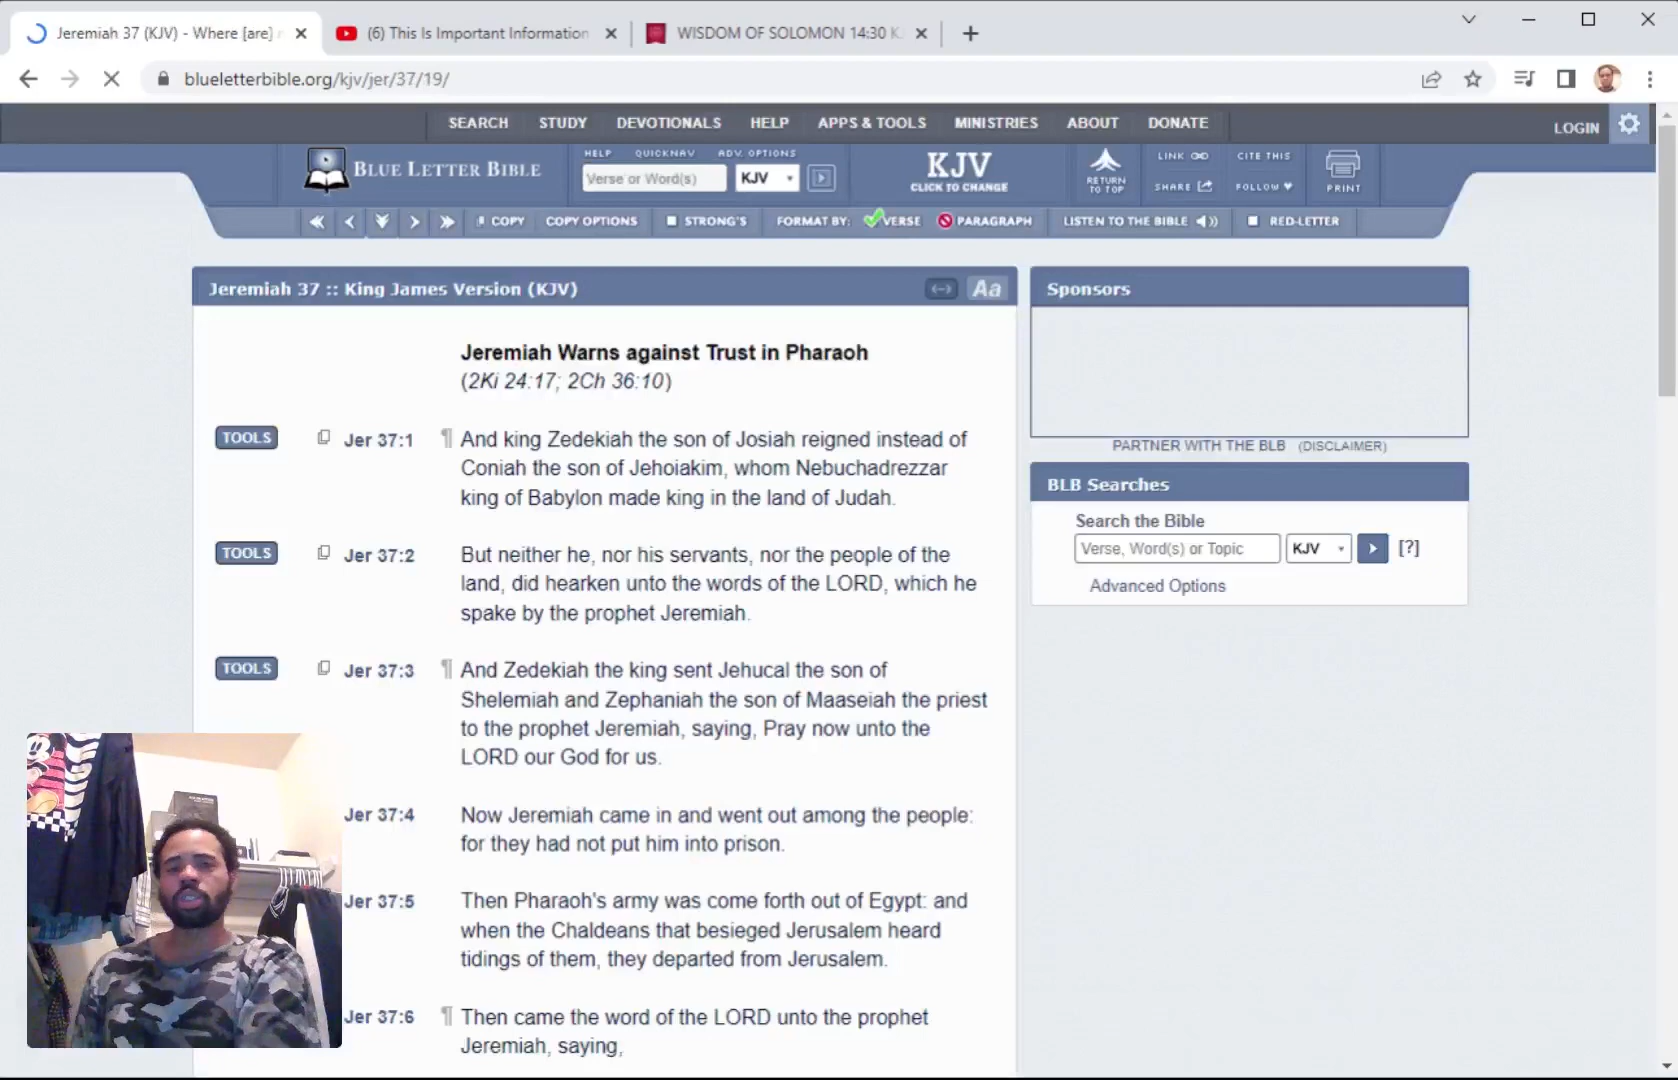 Jeremiah 37 (KJV) - Where [are]
(6) This Is Important Information
WISDOM OF SOLOMON 14:30
blueletterbible.org/kjv/jer/37/19/
SEARCH STUDY DEVOTIONALS HELP APPS & TOOLS MINISTRIES ABOUT DONATE LOGIN
BLUE LETTER BIBLE
HELP QUICKNAV ADV. OPTIONS
Verse or Word(s) KJV
KJV
CLICK TO CHANGE
RETURN
TO TOP
LINK CITE THIS
SHARE FOLLOW
PRINT
COPY COPY OPTIONS STRONG'S FORMAT BY: VERSE PARAGRAPH LISTEN TO THE BIBLE RED-LETTER
Jeremiah 37 :: King James Version (KJV) Aa
Jeremiah Warns against Trust in Pharaoh
(2Ki 24:17; 2Ch 36:10)
TOOLS Jer 37:1 ¶ And king Zedekiah the son of Josiah reigned instead of
Coniah the son of Jehoiakim, whom Nebuchadrezzar
king of Babylon made king in the land of Judah.
TOOLS Jer 37:2 But neither he, nor his servants, nor the people of the
land, did hearken unto the words of the LORD, which he
spake by the prophet Jeremiah.
TOOLS Jer 37:3 ¶ And Zedekiah the king sent Jehucal the son of
Shelemiah and Zephaniah the son of Maaseiah the priest
to the prophet Jeremiah, saying, Pray now unto the
LORD our God for us.
Jer 37:4 Now Jeremiah came in and went out among the people:
for they had not put him into prison.
Jer 37:5 Then Pharaoh's army was come forth out of Egypt: and
when the Chaldeans that besieged Jerusalem heard
tidings of them, they departed from Jerusalem.
Jer 37:6 ¶ Then came the word of the LORD unto the prophet
Jeremiah, saying,
Sponsors
PARTNER WITH THE BLB (DISCLAIMER)
BLB Searches
Search the Bible
Verse, Word(s) or Topic KJV [?]
Advanced Options